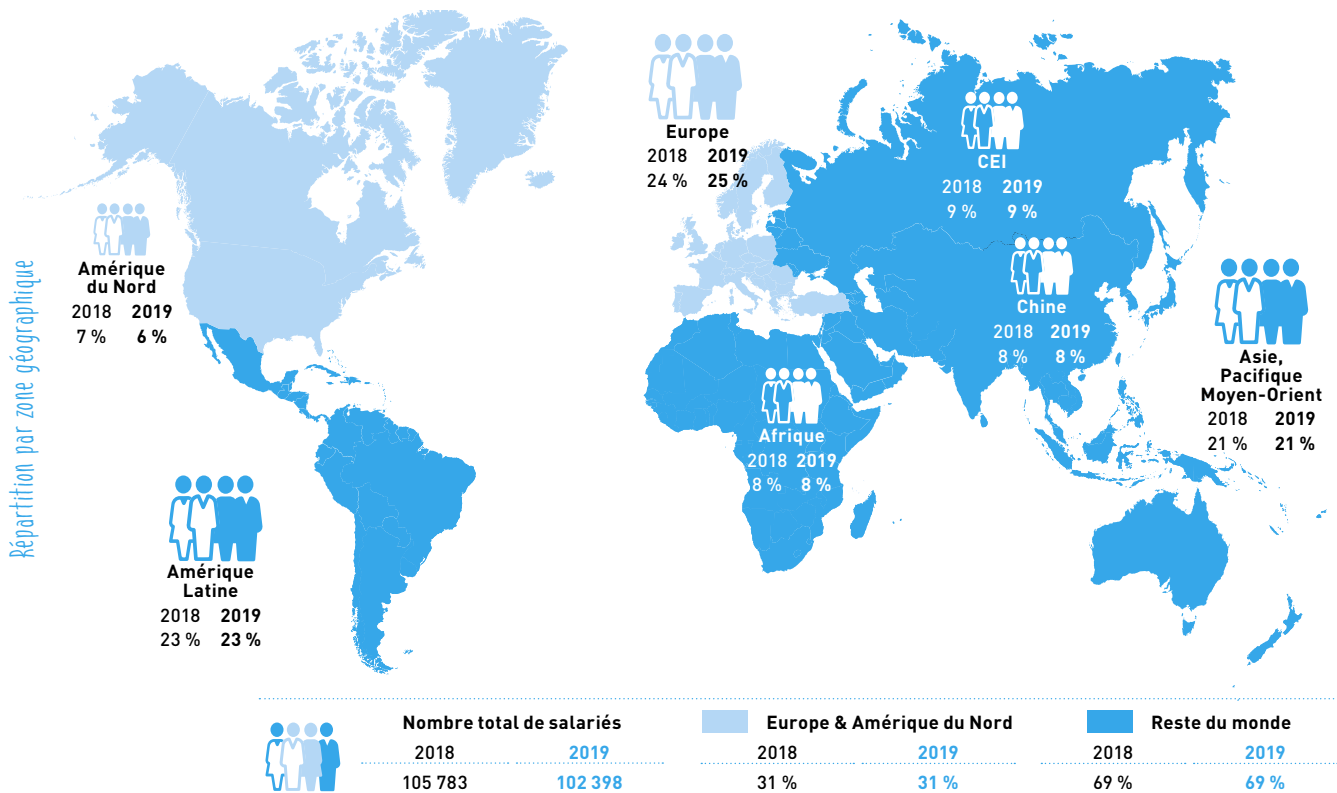 Répartition par zone géographique
Amérique
du Nord
2018 2019
7 % 6 %
Amérique
Latine
2018 2019
23 % 23 %
Europe
2018 2019
24 % 25 %
CEI
2018 2019
9 % 9 %
Chine
2018 2019
8 % 8 %
Afrique
2018 2019
8 % 8 %
Asie,
Pacifique
Moyen-Orient
2018 2019
21 % 21 %
Nombre total de salariés Europe & Amérique du Nord Reste du monde
2018 2019 2018 2019 2018 2019
105 783 102 398 31 % 31 % 69 % 69 %